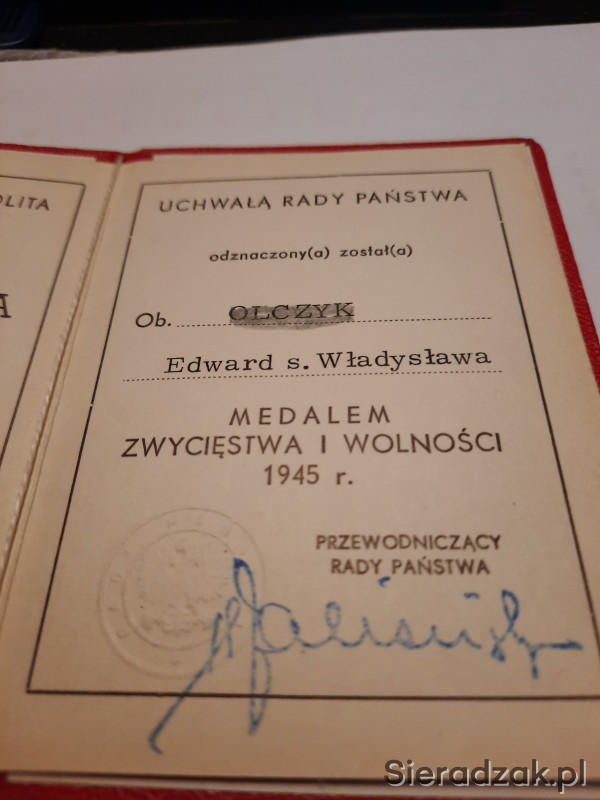 OLITA
A
UCHWAŁĄ RADY PAŃSTWA
odznaczony(a) został(a)
Ob. OLCZYK
Edward s. Władysława
MEDALEM
ZWYCIĘSTWA I WOLNOŚCI
1945 r.
PRZEWODNICZĄCY
RADY PAŃSTWA
Sieradzak.pl